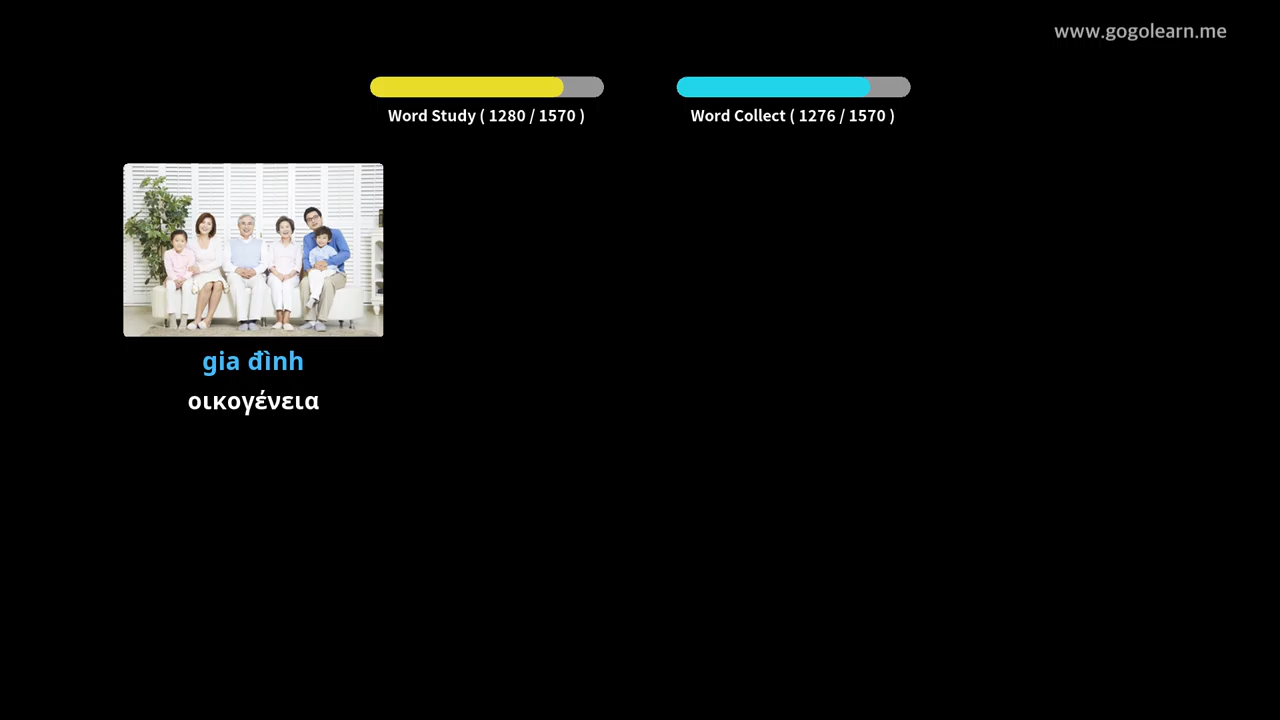 www.gogolearn.me
Word Study ( 1280 / 1570 )
Word Collect ( 1276 / 1570 )
gia đình
οικογένεια